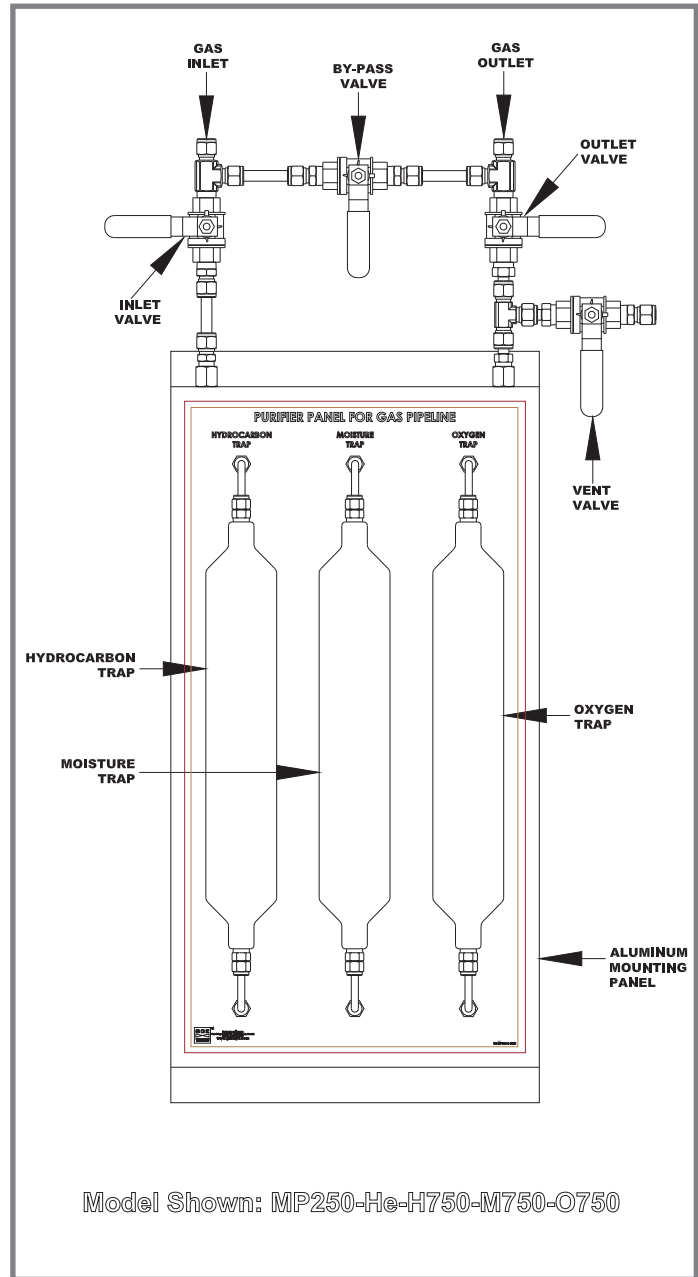 GAS
INLET
BY-PASS
VALVE
GAS
OUTLET
OUTLET
VALVE
INLET
VALVE
VENT
VALVE
PURIFIER PANEL FOR GAS PIPELINE
HYDROCARBON
TRAP
MOISTURE
TRAP
OXYGEN
TRAP
HYDROCARBON
TRAP
MOISTURE
TRAP
OXYGEN
TRAP
ALUMINUM
MOUNTING
PANEL
Model Shown: MP250-He-H750-M750-O750